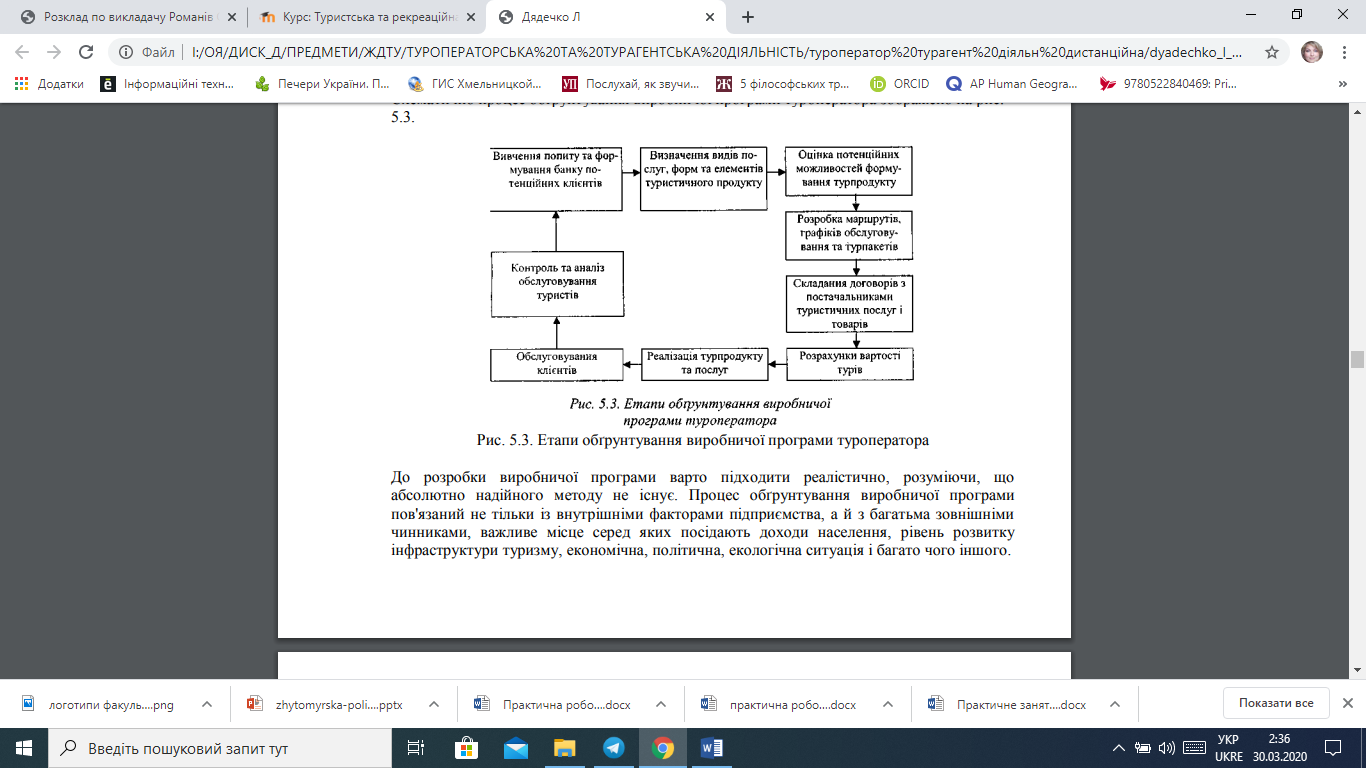 Розклад по викладачу Романів
Курс: Туристська та рекреаційна
Дядечко Л
Файл
I:/ОЯ/ДИСК_Д/ПРЕДМЕТИ/ЖДТУ/ТУРОПЕРАТОРСЬКА%20ТА%20ТУРАГЕНТСЬКА%20ДІЯЛЬНІСТЬ/туроператор%20турагент%20діяльн%20дистанційна/dyadechko_l_...
Додатки
Інформаційні техн...
Печери України. П...
ГИС Хмельницкой...
Послухай, як звучи...
5 філософських тр...
ORCID
AP Human Geogra...
9780522840469: Pri...
5.3.
Вивчення попиту та фор-
мування банку по-
тенційних клієнтів
Визначення видів по-
слуг, форм та елементів
туристичного продукту
Оцінка потенційних
можливостей форму-
вання турпродукту
Розробка маршрутів,
графіків обслугову-
вання та турпакетів
Складання договорів з
постачальниками
туристичних послуг і
товарів
Розрахунки вартості
турів
Реалізація турпродукту
та послуг
Обслуговування
клієнтів
Контроль та аналіз
обслуговування
туристів
Рис. 5.3. Етапи обґрунтування виробничої
програми туроператора
Рис. 5.3. Етапи обґрунтування виробничої програми туроператора
До розробки виробничої програми варто підходити реалістично, розуміючи, що
абсолютно надійного методу не існує. Процес обґрунтування виробничої програми
пов'язаний не тільки із внутрішніми факторами підприємства, а й з багатьма зовнішніми
чинниками, важливе місце серед яких посідають доходи населення, рівень розвитку
інфраструктури туризму, економічна, політична, екологічна ситуація і багато чого іншого.
логотипи факуль....png
zhytomyrska-poli....pptx
Практична робо....docx
практична робо....docx
Практичне занят....docx
Показати все
Введіть пошуковий запит тут
УКР
UKRE
2:36
30.03.2020